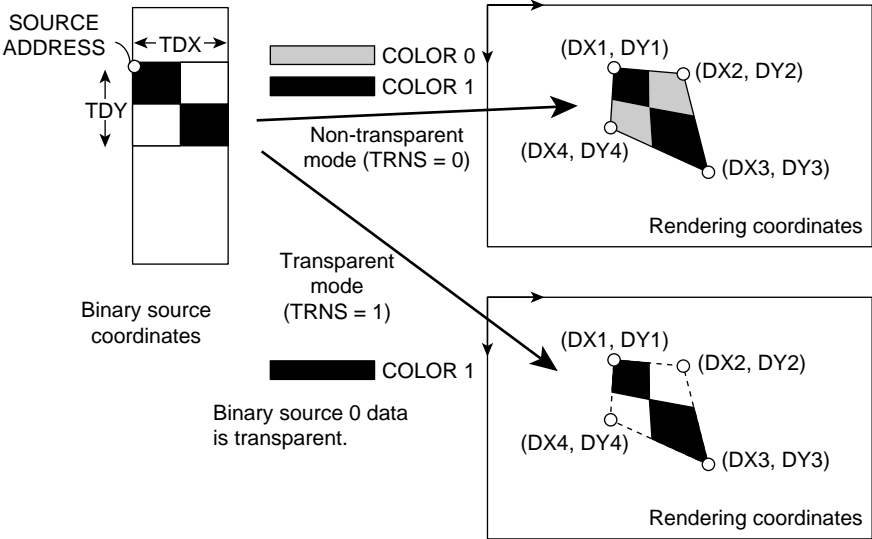 SOURCE
ADDRESS
TDX
TDY
COLOR 0
COLOR 1
Non-transparent
mode (TRNS = 0)
(DX1, DY1)
(DX2, DY2)
(DX4, DY4)
(DX3, DY3)
Rendering coordinates
Binary source
coordinates
Transparent
mode
(TRNS = 1)
COLOR 1
Binary source 0 data
is transparent.
(DX1, DY1)
(DX2, DY2)
(DX4, DY4)
(DX3, DY3)
Rendering coordinates